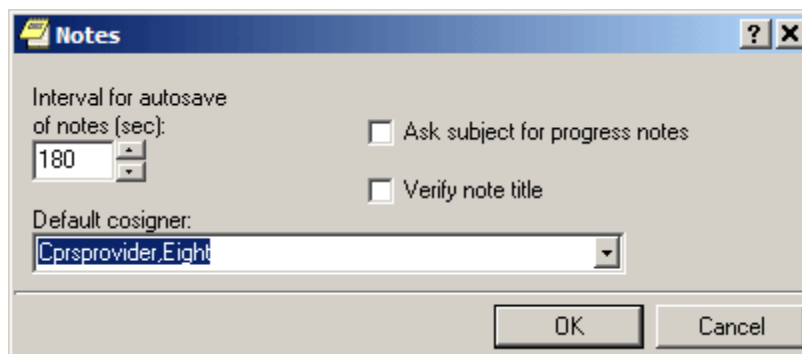 Notes
Interval for autosave
of notes (sec):
180
Ask subject for progress notes
Verify note title
Default cosigner:
Cprsprovider,Eight
OK
Cancel